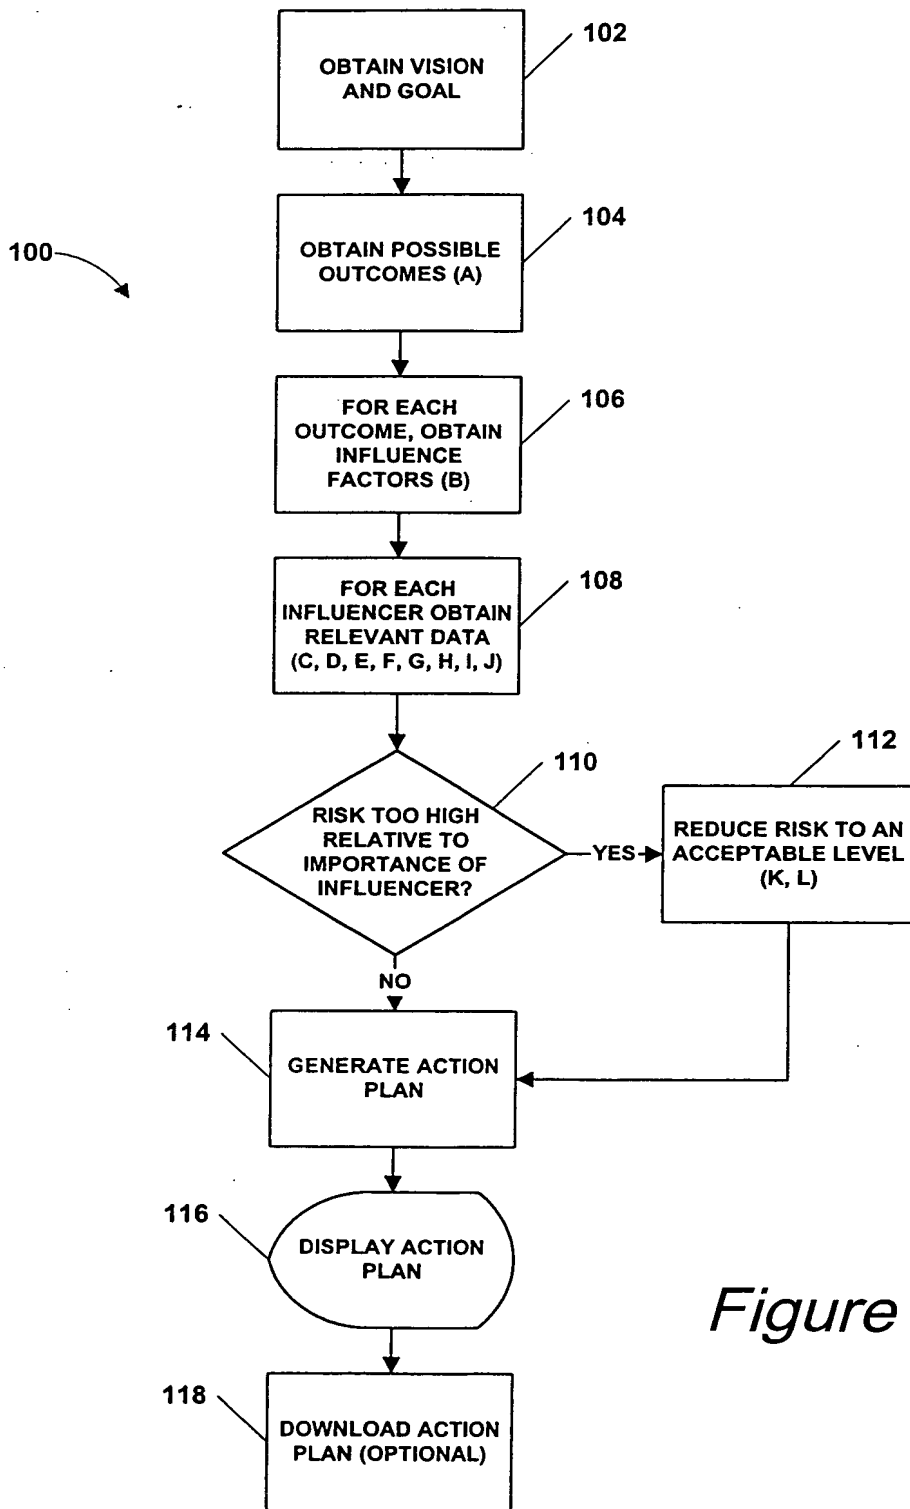 102
OBTAIN VISION
AND GOAL
104
100
OBTAIN POSSIBLE
OUTCOMES (A)
106
FOR EACH
OUTCOME, OBTAIN
INFLUENCE
FACTORS (B)
108
FOR EACH
INFLUENCER OBTAIN
RELEVANT DATA
(C, D, E, F, G, H, I, J)
110
112
RISK TOO HIGH
RELATIVE TO
IMPORTANCE OF
INFLUENCER?
YES
REDUCE RISK TO AN
ACCEPTABLE LEVEL
(K, L)
NO
114
GENERATE ACTION
PLAN
116
DISPLAY ACTION
PLAN
Figure
118
DOWNLOAD ACTION
PLAN (OPTIONAL)